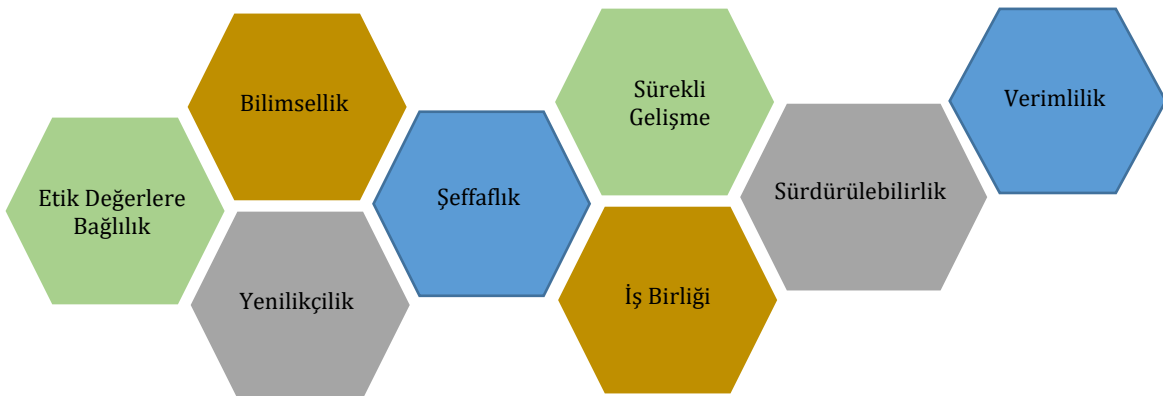 Etik Değerlere
Bağlılık
Bilimsellik
Yenilikçilik
Şeffaflık
Sürekli
Gelişme
İş Birliği
Sürdürülebilirlik
Verimlilik